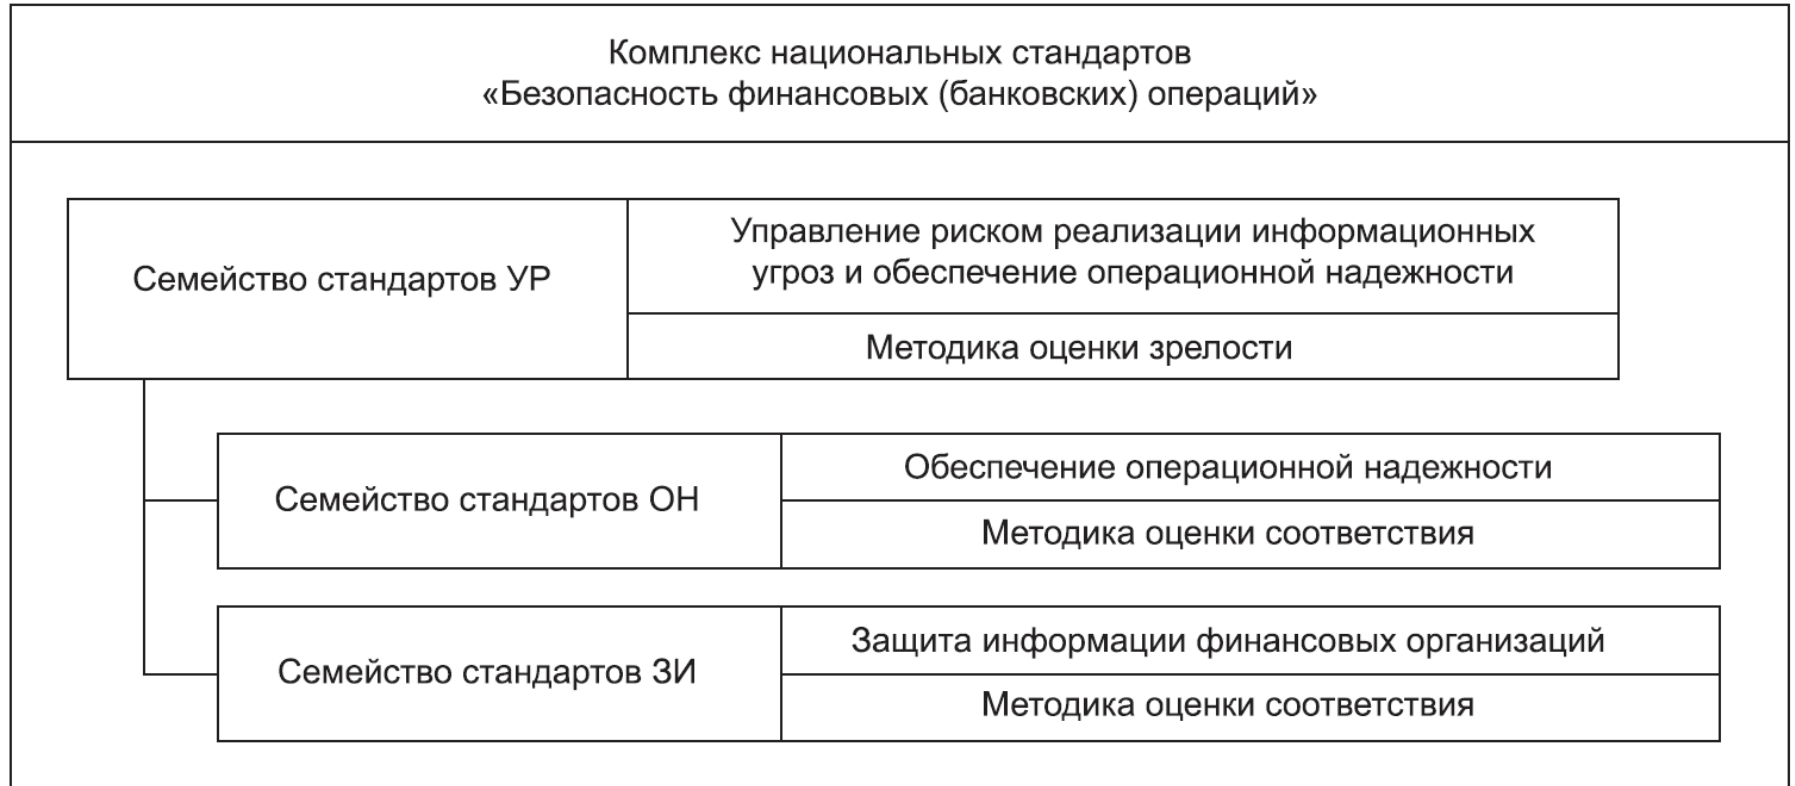 Комплекс национальных стандартов
«Безопасность финансовых (банковских) операций»
Семейство стандартов УР
Управление риском реализации информационных
угроз и обеспечение операционной надежности
Методика оценки зрелости
Семейство стандартов ОН
Обеспечение операционной надежности
Методика оценки соответствия
Семейство стандартов ЗИ
Защита информации финансовых организаций
Методика оценки соответствия